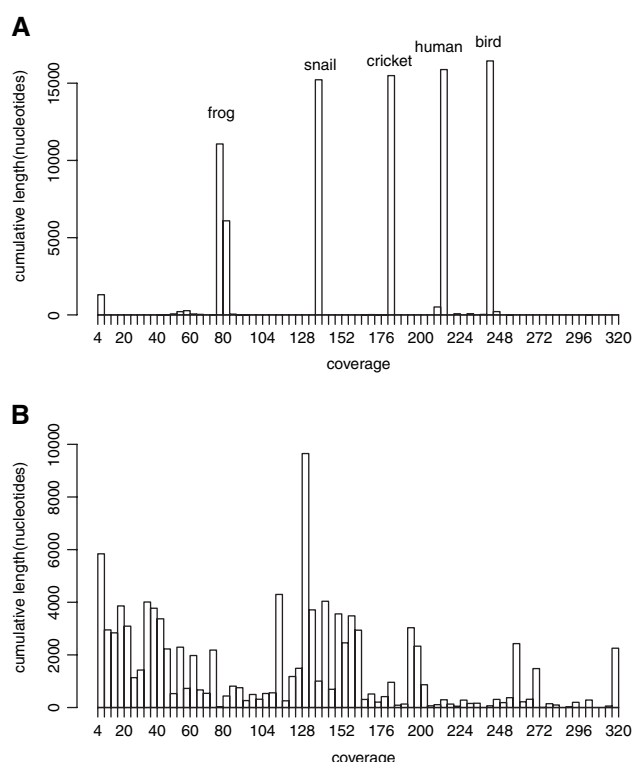 A
cumulative length(nucleotides)
15000
10000
5000
0
frog
snail
cricket
human
bird
4 20 40 60 80 104 128 152 176 200 224 248 272 296 320
coverage
B
cumulative length(nucleotides)
10000
8000
6000
4000
2000
0
4 20 40 60 80 104 128 152 176 200 224 248 272 296 320
coverage